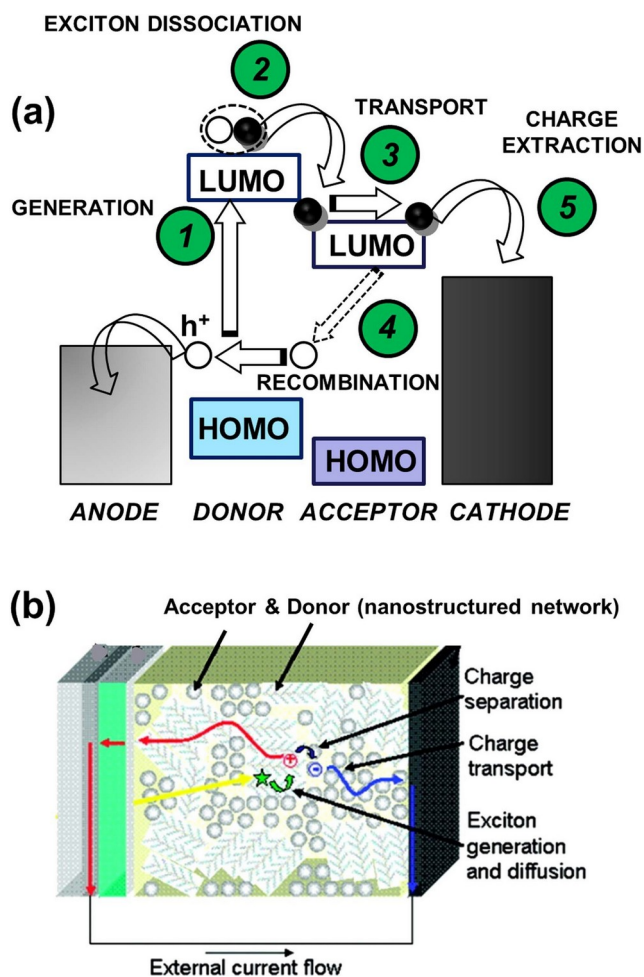 EXCITON DISSOCIATION
2
(a)
TRANSPORT
3
CHARGE
EXTRACTION
LUMO
5
GENERATION
1
LUMO
h+
4
RECOMBINATION
HOMO
HOMO
ANODE DONOR ACCEPTOR CATHODE
(b)
Acceptor & Donor (nanostructured network)
Charge
separation
+
-
Charge
transport
Exciton
generation
and diffusion
External current flow